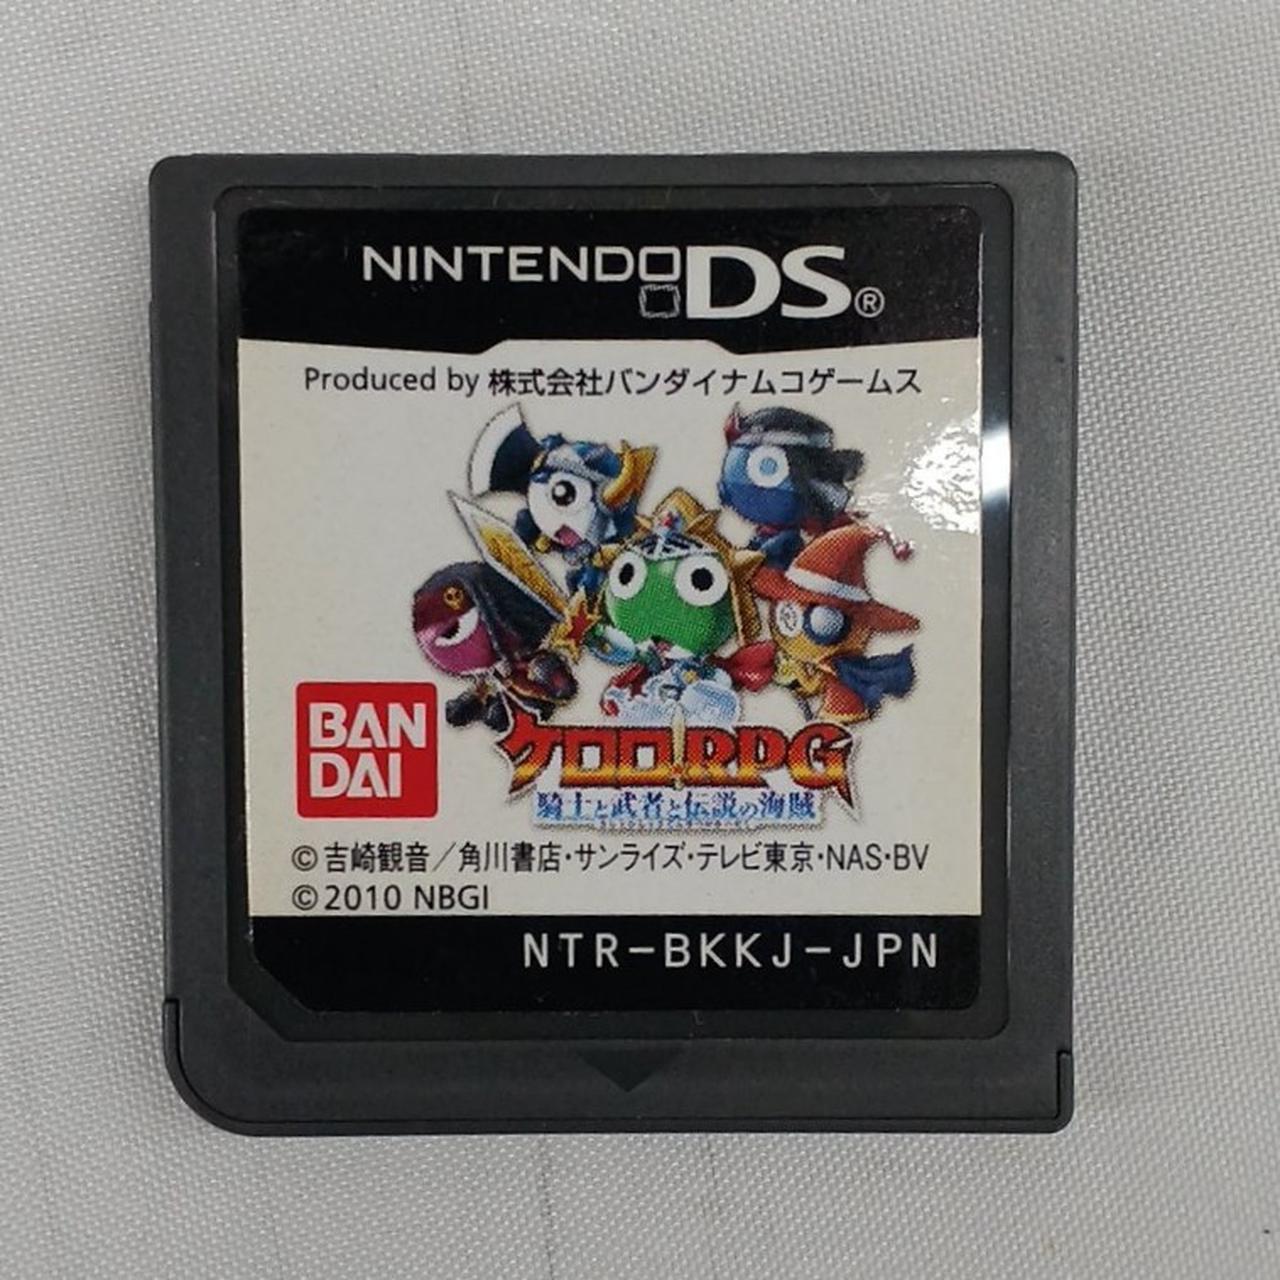 NINTENDO DS®
Produced by 株式会社バンダイナムコゲームス
BAN
DAI
ケロロRPG
騎士と武者と伝説の海賊
©吉崎観音／角川書店・サンライズ・テレビ東京・NAS・BV
©2010 NBGI
NTR-BKKJ-JPN